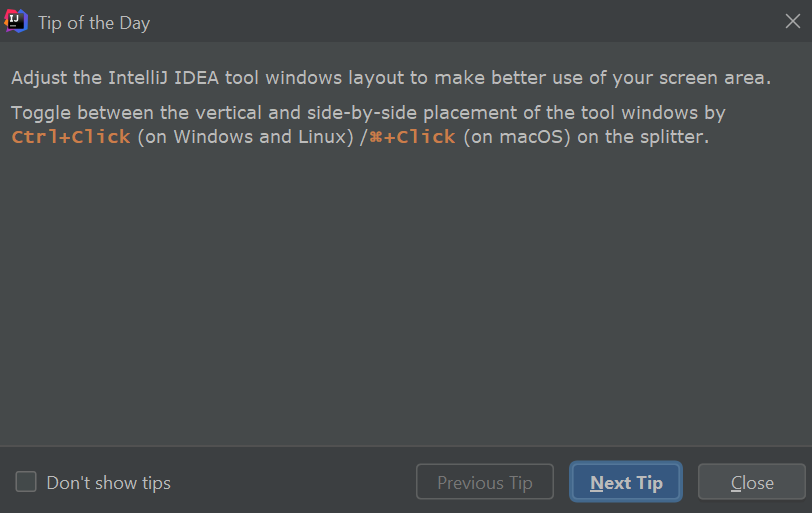 IJ
Tip of the Day
Adjust the IntelliJ IDEA tool windows layout to make better use of your screen area.
Toggle between the vertical and side-by-side placement of the tool windows by
Ctrl+Click (on Windows and Linux) /⌘+Click (on macOS) on the splitter.
Don't show tips
Previous Tip
Next Tip
Close